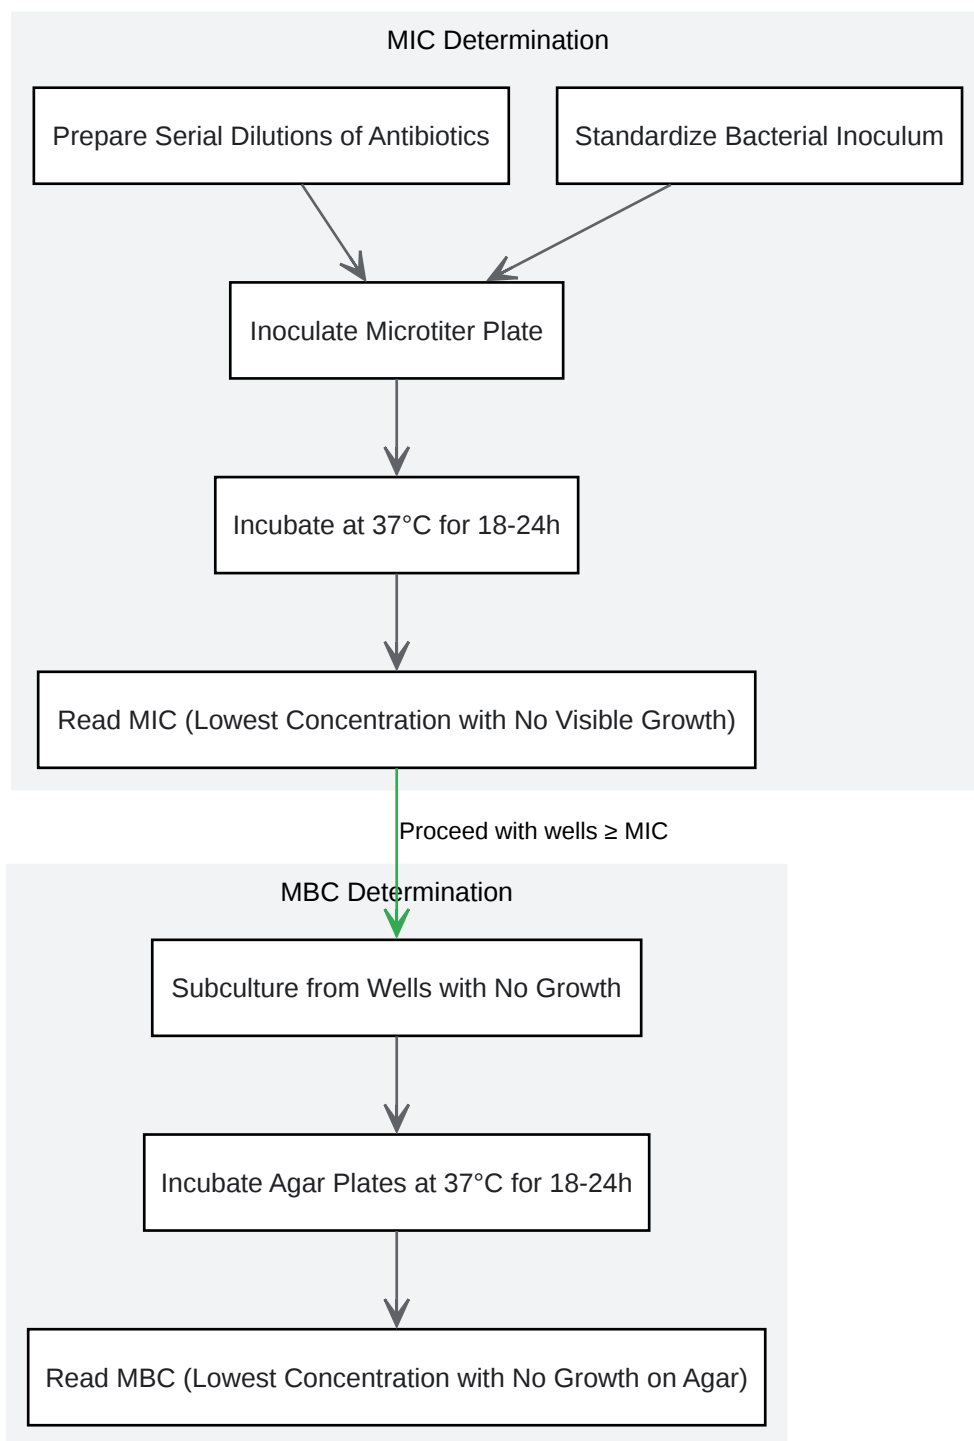 MIC Determination
Prepare Serial Dilutions of Antibiotics
Standardize Bacterial Inoculum
Inoculate Microtiter Plate
Incubate at 37°C for 18-24h
Read MIC (Lowest Concentration with No Visible Growth)
Proceed with wells ≥ MIC
MBC Determination
Subculture from Wells with No Growth
Incubate Agar Plates at 37°C for 18-24h
Read MBC (Lowest Concentration with No Growth on Agar)